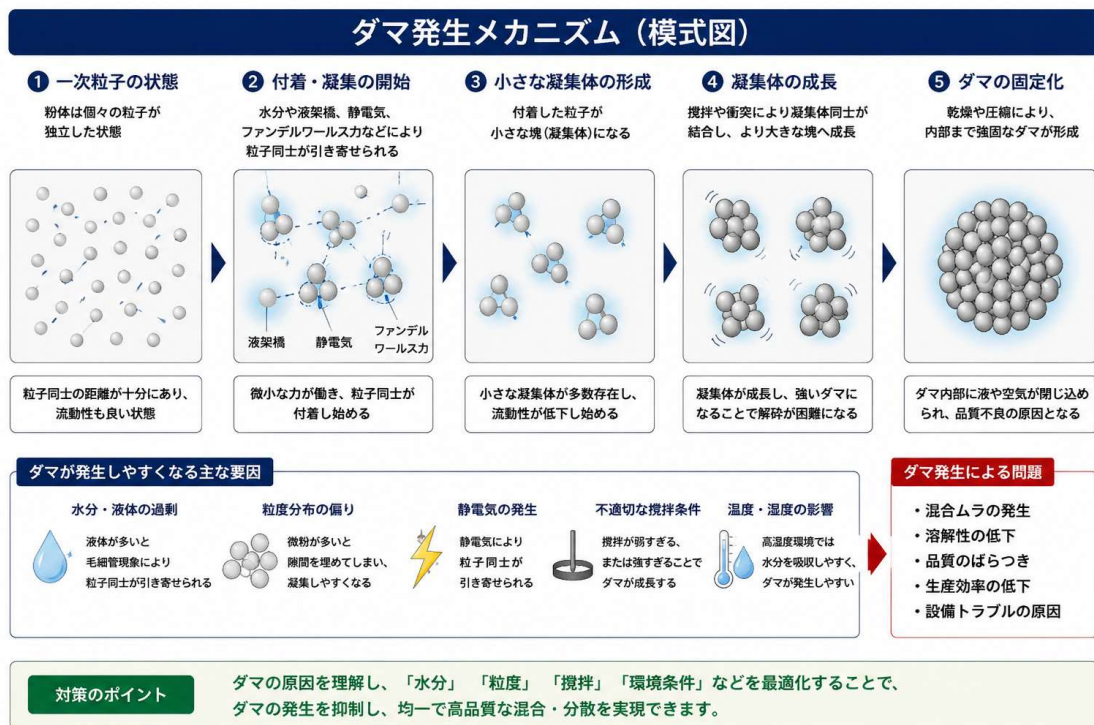 ダマ発生メカニズム（模式図）
1 一次粒子の状態
粉体は個々の粒子が
独立した状態
粒子同士の距離が十分にあり、
流動性も良い状態
2 付着・凝集の開始
水分や液架橋、静電気、
ファンデルワールス力などにより
粒子同士が引き寄せられる
液架橋
静電気
ファンデル
ワールス力
微小な力が働き、粒子同士が
付着し始める
3 小さな凝集体の形成
付着した粒子が
小さな塊（凝集体）になる
小さな凝集体が多数存在し、
流動性が低下し始める
4 凝集体の成長
撹拌や衝突により凝集体同士が
結合し、より大きな塊へ成長
凝集体が成長し、強いダマに
なることで解砕が困難になる
5 ダマの固定化
乾燥や圧縮により、
内部まで強固なダマが形成
ダマ内部に液や空気が閉じ込め
られ、品質不良の原因となる
ダマが発生しやすくなる主な要因
水分・液体の過剰
液体が多いと
毛細管現象により
粒子同士が引き寄せられる
粒度分布の偏り
微粉が多いと
隙間を埋めてしまい、
凝集しやすくなる
静電気の発生
静電気により
粒子同士が
引き寄せられる
不適切な撹拌条件
撹拌が弱すぎる、
または強すぎることで
ダマが成長する
温度・湿度の影響
高湿度環境では
水分を吸収しやすく、
ダマが発生しやすい
ダマ発生による問題
・混合ムラの発生
・溶解性の低下
・品質のばらつき
・生産効率の低下
・設備トラブルの原因
対策のポイント
ダマの原因を理解し、「水分」「粒度」「撹拌」「環境条件」などを最適化することで、
ダマの発生を抑制し、均一で高品質な混合・分散を実現できます。